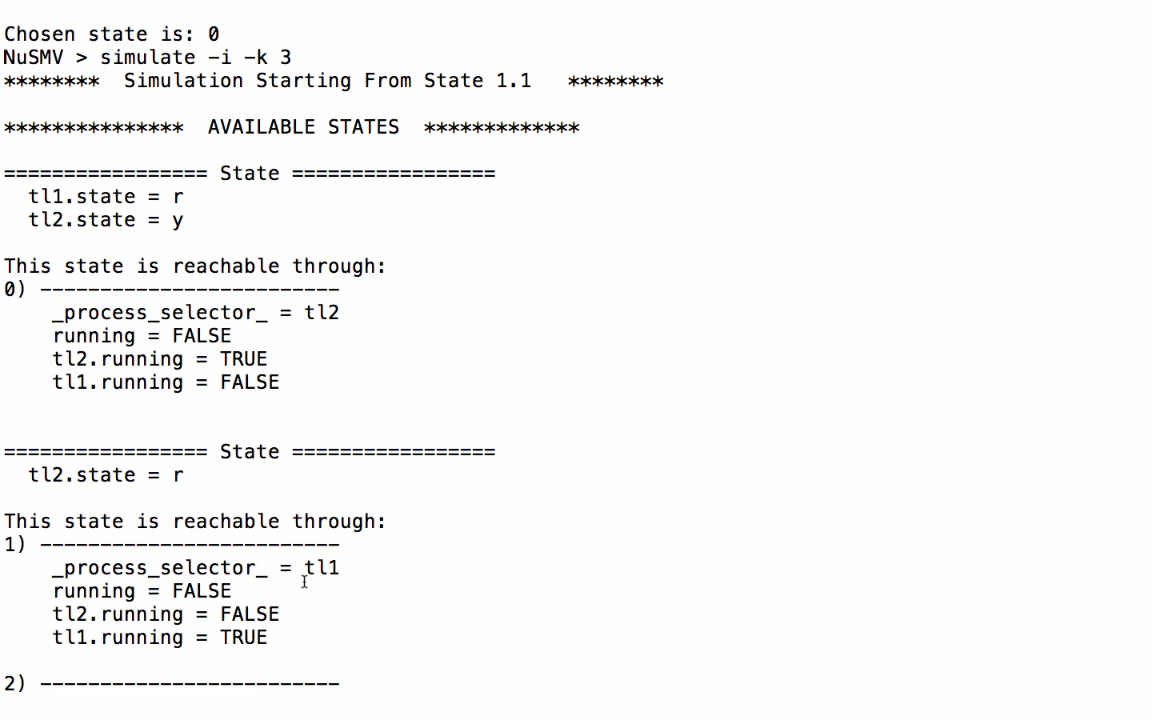 Chosen state is: 0
NuSMV > simulate -i -k 3
******** Simulation Starting From State 1.1 ********
*************** AVAILABLE STATES *************
================= State =================
tl1.state = r
tl2.state = y
This state is reachable through:
0) -------------------------
_process_selector_ = tl2
running = FALSE
tl2.running = TRUE
tl1.running = FALSE
================= State =================
tl2.state = r
This state is reachable through:
1) -------------------------
_process_selector_ = tl1
running = FALSE
tl2.running = FALSE
tl1.running = TRUE
2) -------------------------